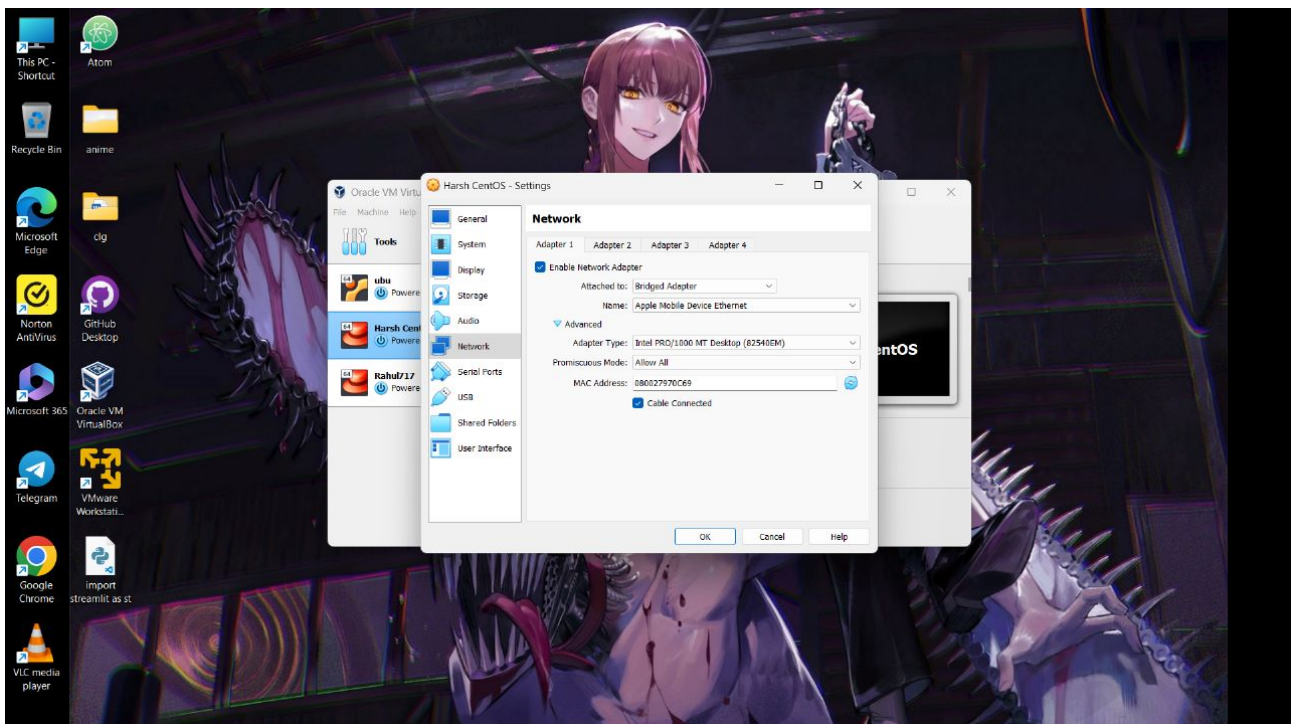 This PC -
Shortcut
Atom
Recycle Bin
anime
Microsoft
Edge
clg
Norton
AntiVirus
GitHub
Desktop
Microsoft 365
Oracle VM
VirtualBox
Telegram
VMware
Workstati...
Google
Chrome
import
streamlit as st
VLC media
player
Oracle VM Virtu
File Machine Help
Tools
64
ubu
Powere
64
Harsh Cent
Powere
64
Rahul717
Powere
entOS
Harsh CentOS - Settings
General
System
Display
Storage
Audio
Network
Serial Ports
USB
Shared Folders
User Interface
Network
Adapter 1 Adapter 2 Adapter 3 Adapter 4
Enable Network Adapter
Attached to: Bridged Adapter
Name: Apple Mobile Device Ethernet
Advanced
Adapter Type: Intel PRO/1000 MT Desktop (82540EM)
Promiscuous Mode: Allow All
MAC Address: 080027970C69
Cable Connected
OK Cancel Help